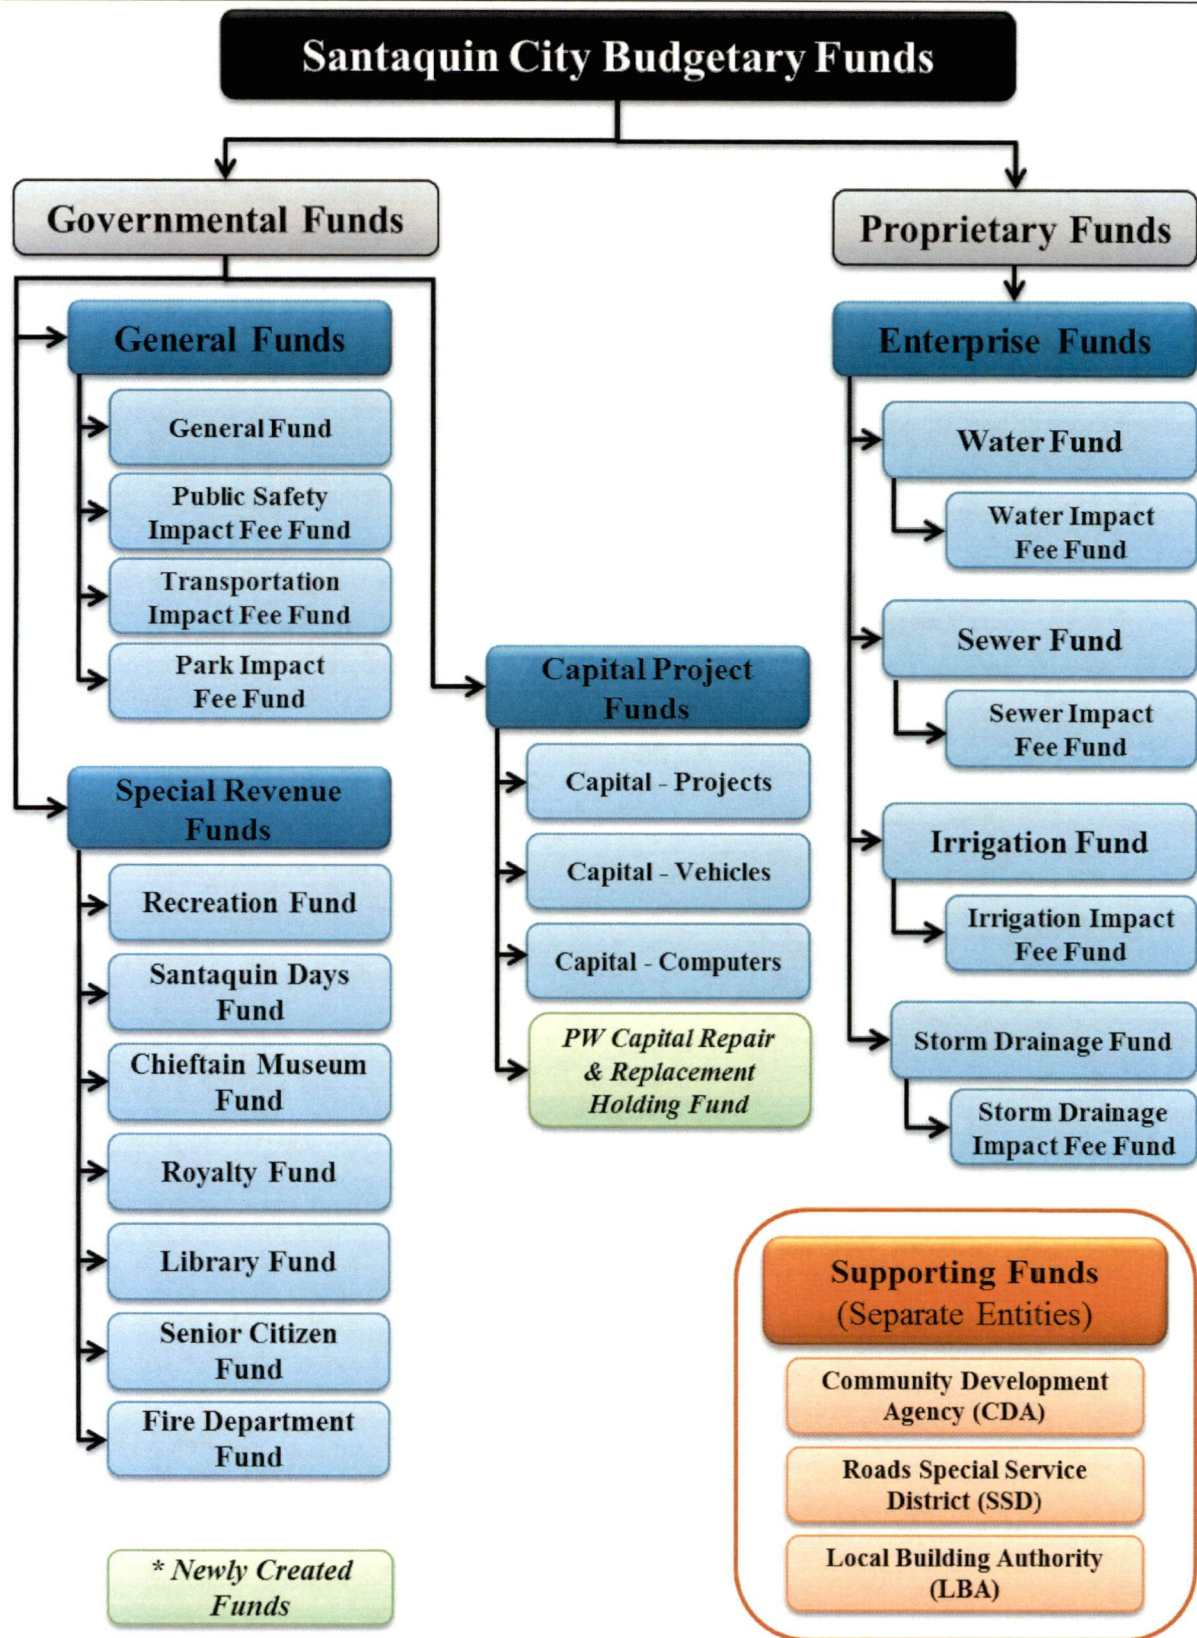 Santaquin City Budgetary Funds
Governmental Funds
General Funds
General Fund
Public Safety
Impact Fee Fund
Transportation
Impact Fee Fund
Park Impact
Fee Fund
Special Revenue
Funds
Recreation Fund
Santaquin Days
Fund
Chieftain Museum
Fund
Royalty Fund
Library Fund
Senior Citizen
Fund
Fire Department
Fund
* Newly Created
Funds
Capital Project
Funds
Capital - Projects
Capital - Vehicles
Capital - Computers
PW Capital Repair
& Replacement
Holding Fund
Proprietary Funds
Enterprise Funds
Water Fund
Water Impact
Fee Fund
Sewer Fund
Sewer Impact
Fee Fund
Irrigation Fund
Irrigation Impact
Fee Fund
Storm Drainage Fund
Storm Drainage
Impact Fee Fund
Supporting Funds
(Separate Entities)
Community Development
Agency (CDA)
Roads Special Service
District (SSD)
Local Building Authority
(LBA)